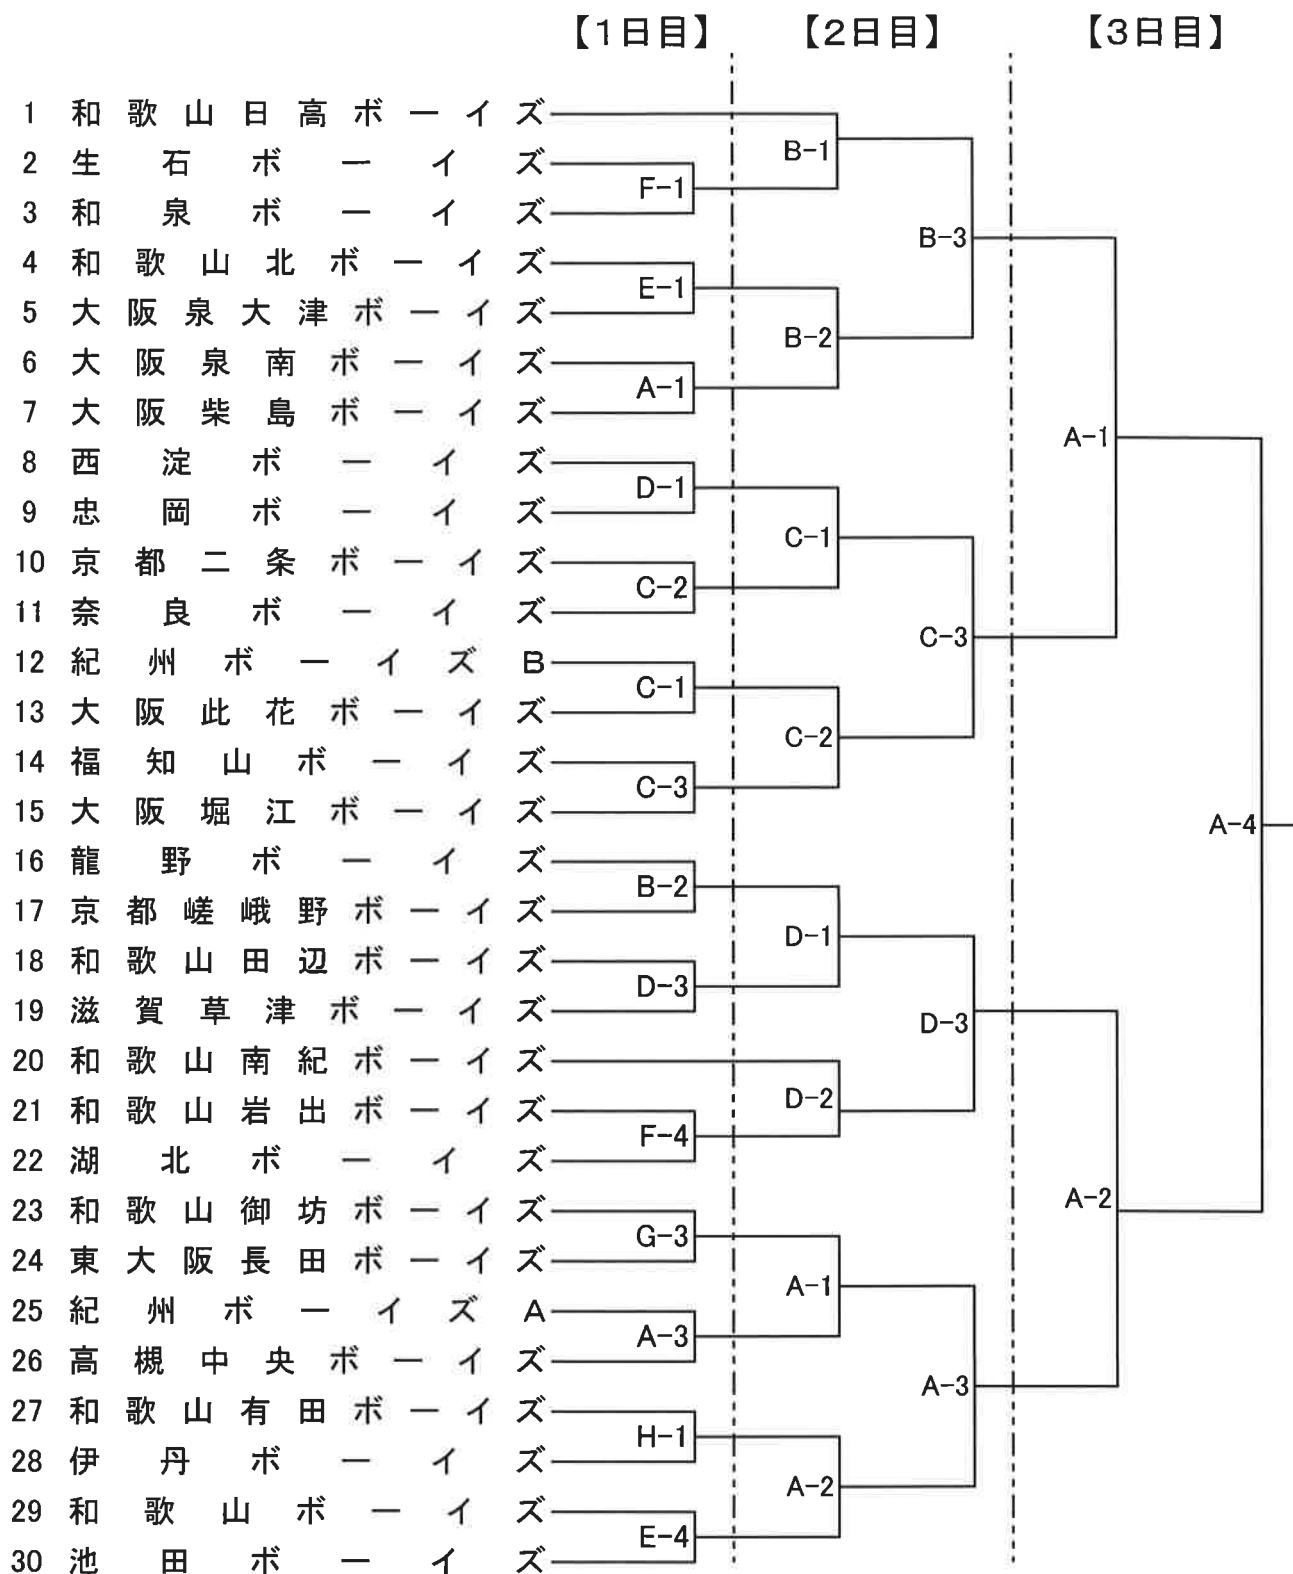 【1日目】 【2日目】 【3日目】
1 和歌山日高ボーイズ
B-1
2 生石ボーイズ
F-1
3 和泉ボーイズ
B-3
4 和歌山北ボーイズ
E-1
5 大阪泉大津ボーイズ
B-2
6 大阪泉南ボーイズ
A-1
7 大阪柴島ボーイズ
A-1
8 西淀ボーイズ
D-1
9 忠岡ボーイズ
C-1
10 京都二条ボーイズ
C-2
11 奈良ボーイズ
C-3
12 紀州ボーイズB
C-1
13 大阪此花ボーイズ
C-2
14 福知山ボーイズ
C-3
15 大阪堀江ボーイズ
A-4
16 龍野ボーイズ
B-2
17 京都嵯峨野ボーイズ
D-1
18 和歌山田辺ボーイズ
D-3
19 滋賀草津ボーイズ
D-3
20 和歌山南紀ボーイズ
D-2
21 和歌山岩出ボーイズ
F-4
22 湖北ボーイズ
A-2
23 和歌山御坊ボーイズ
G-3
24 東大阪長田ボーイズ
A-1
25 紀州ボーイズA
A-3
26 高槻中央ボーイズ
A-3
27 和歌山有田ボーイズ
H-1
28 伊丹ボーイズ
A-2
29 和歌山ボーイズ
E-4
30 池田ボーイズ